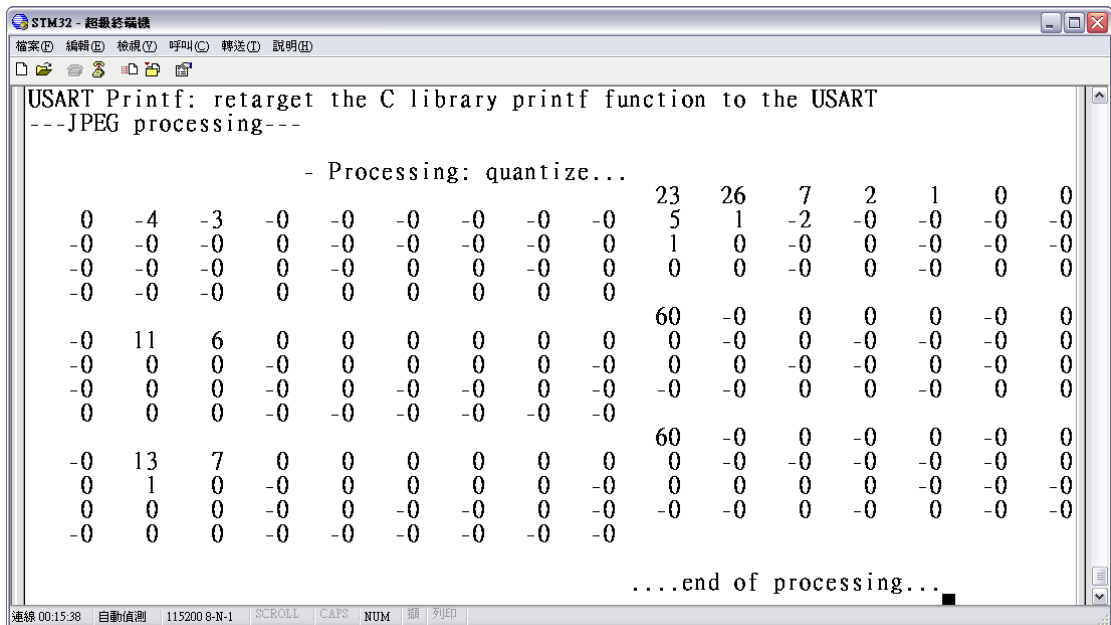 STM32 - 超級終端機
檔案(F) 編輯(E) 檢視(V) 呼叫(C) 轉送(T) 說明(H)
USART Printf: retarget the C library printf function to the USART
---JPEG processing---
- Processing: quantize...
23 26 7 2 1 0 0
0 -4 -3 -0 -0 -0 -0 -0 -0 5 1 -2 -0 -0 -0 -0
-0 -0 -0 0 -0 0 0 -0 0 1 0 -0 0 -0 -0 -0
-0 -0 -0 0 -0 0 0 -0 0 0 0 -0 0 -0 0 0
-0 -0 -0 0 0 0 0 0 0
60 -0 0 0 0 -0 0
-0 11 6 0 0 0 0 0 0 0 -0 0 -0 -0 -0 0
-0 0 0 -0 0 0 0 0 -0 0 0 -0 -0 0 0 0
-0 0 0 -0 0 -0 -0 0 0 -0 -0 0 0 -0 0 0
0 0 0 -0 -0 -0 -0 -0 -0
60 -0 0 -0 0 -0 0
-0 13 7 0 0 0 0 0 0 0 -0 -0 0 -0 -0 0
0 1 0 -0 0 0 0 0 -0 0 0 0 0 -0 -0 -0
0 0 0 -0 0 -0 -0 0 -0 -0 -0 0 -0 0 -0 -0
-0 0 0 -0 -0 -0 -0 -0 -0
....end of processing...
連線 00:15:38 自動偵測 115200 8-N-1 SCROLL CAPS NUM 擷 列印